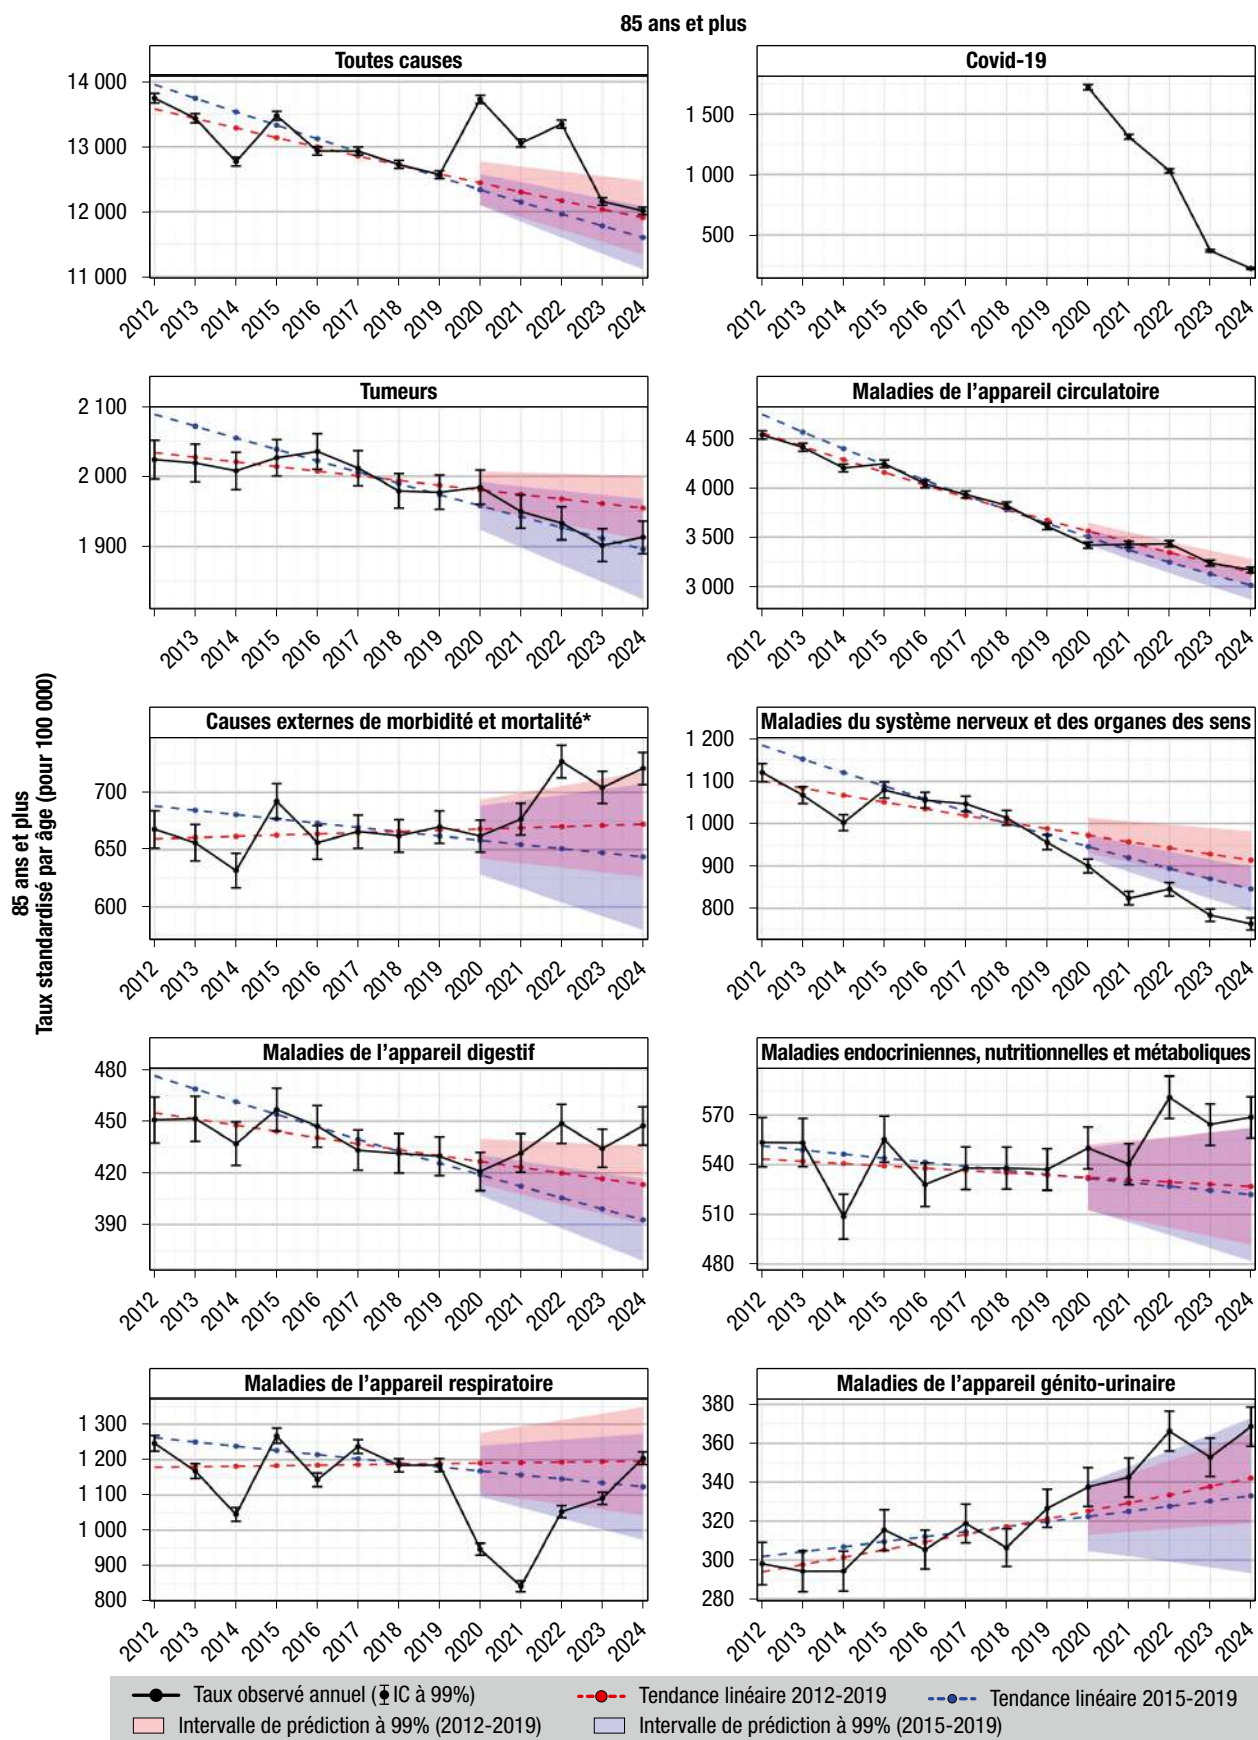 85 ans et plus
85 ans et plus
Taux standardisé par âge (pour 100 000)
Toutes causes
14 000
13 000
12 000
11 000
2012 2013 2014 2015 2016 2017 2018 2019 2020 2021 2022 2023 2024
Covid-19
1 500
1 000
500
2012 2013 2014 2015 2016 2017 2018 2019 2020 2021 2022 2023 2024
Tumeurs
2 100
2 000
1 900
2013 2014 2015 2016 2017 2018 2019 2020 2021 2022 2023 2024
Maladies de l'appareil circulatoire
4 500
4 000
3 500
3 000
2012 2013 2014 2015 2016 2017 2018 2019 2020 2021 2022 2023 2024
Causes externes de morbidité et mortalité*
700
650
600
2012 2013 2014 2015 2016 2017 2018 2019 2020 2021 2022 2023 2024
Maladies du système nerveux et des organes des sens
1 200
1 100
1 000
900
800
2012 2013 2014 2015 2016 2017 2018 2019 2020 2021 2022 2023 2024
Maladies de l'appareil digestif
480
450
420
390
2012 2013 2014 2015 2016 2017 2018 2019 2020 2021 2022 2023 2024
Maladies endocriniennes, nutritionnelles et métaboliques
570
540
510
480
2012 2013 2014 2015 2016 2017 2018 2019 2020 2021 2022 2023 2024
Maladies de l'appareil respiratoire
1 300
1 200
1 100
1 000
900
800
2012 2013 2014 2015 2016 2017 2018 2019 2020 2021 2022 2023 2024
Maladies de l'appareil génito-urinaire
380
360
340
320
300
280
2012 2013 2014 2015 2016 2017 2018 2019 2020 2021 2022 2023 2024
Taux observé annuel (IC à 99%)
Tendance linéaire 2012-2019
Tendance linéaire 2015-2019
Intervalle de prédiction à 99% (2012-2019)
Intervalle de prédiction à 99% (2015-2019)